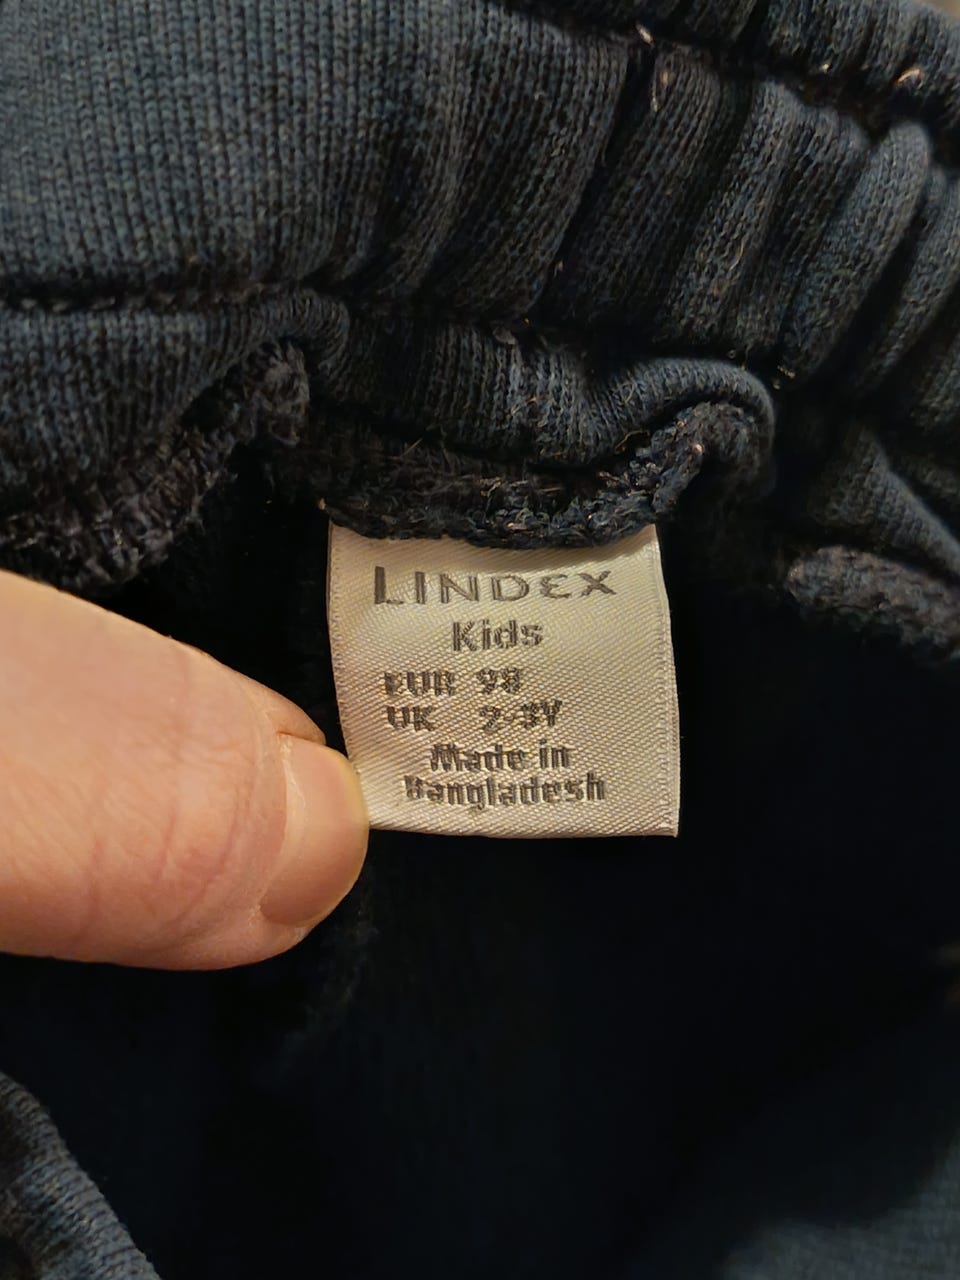 LINDEX
Kids
EUR 98
UK 2-3Y
Made in
Bangladesh